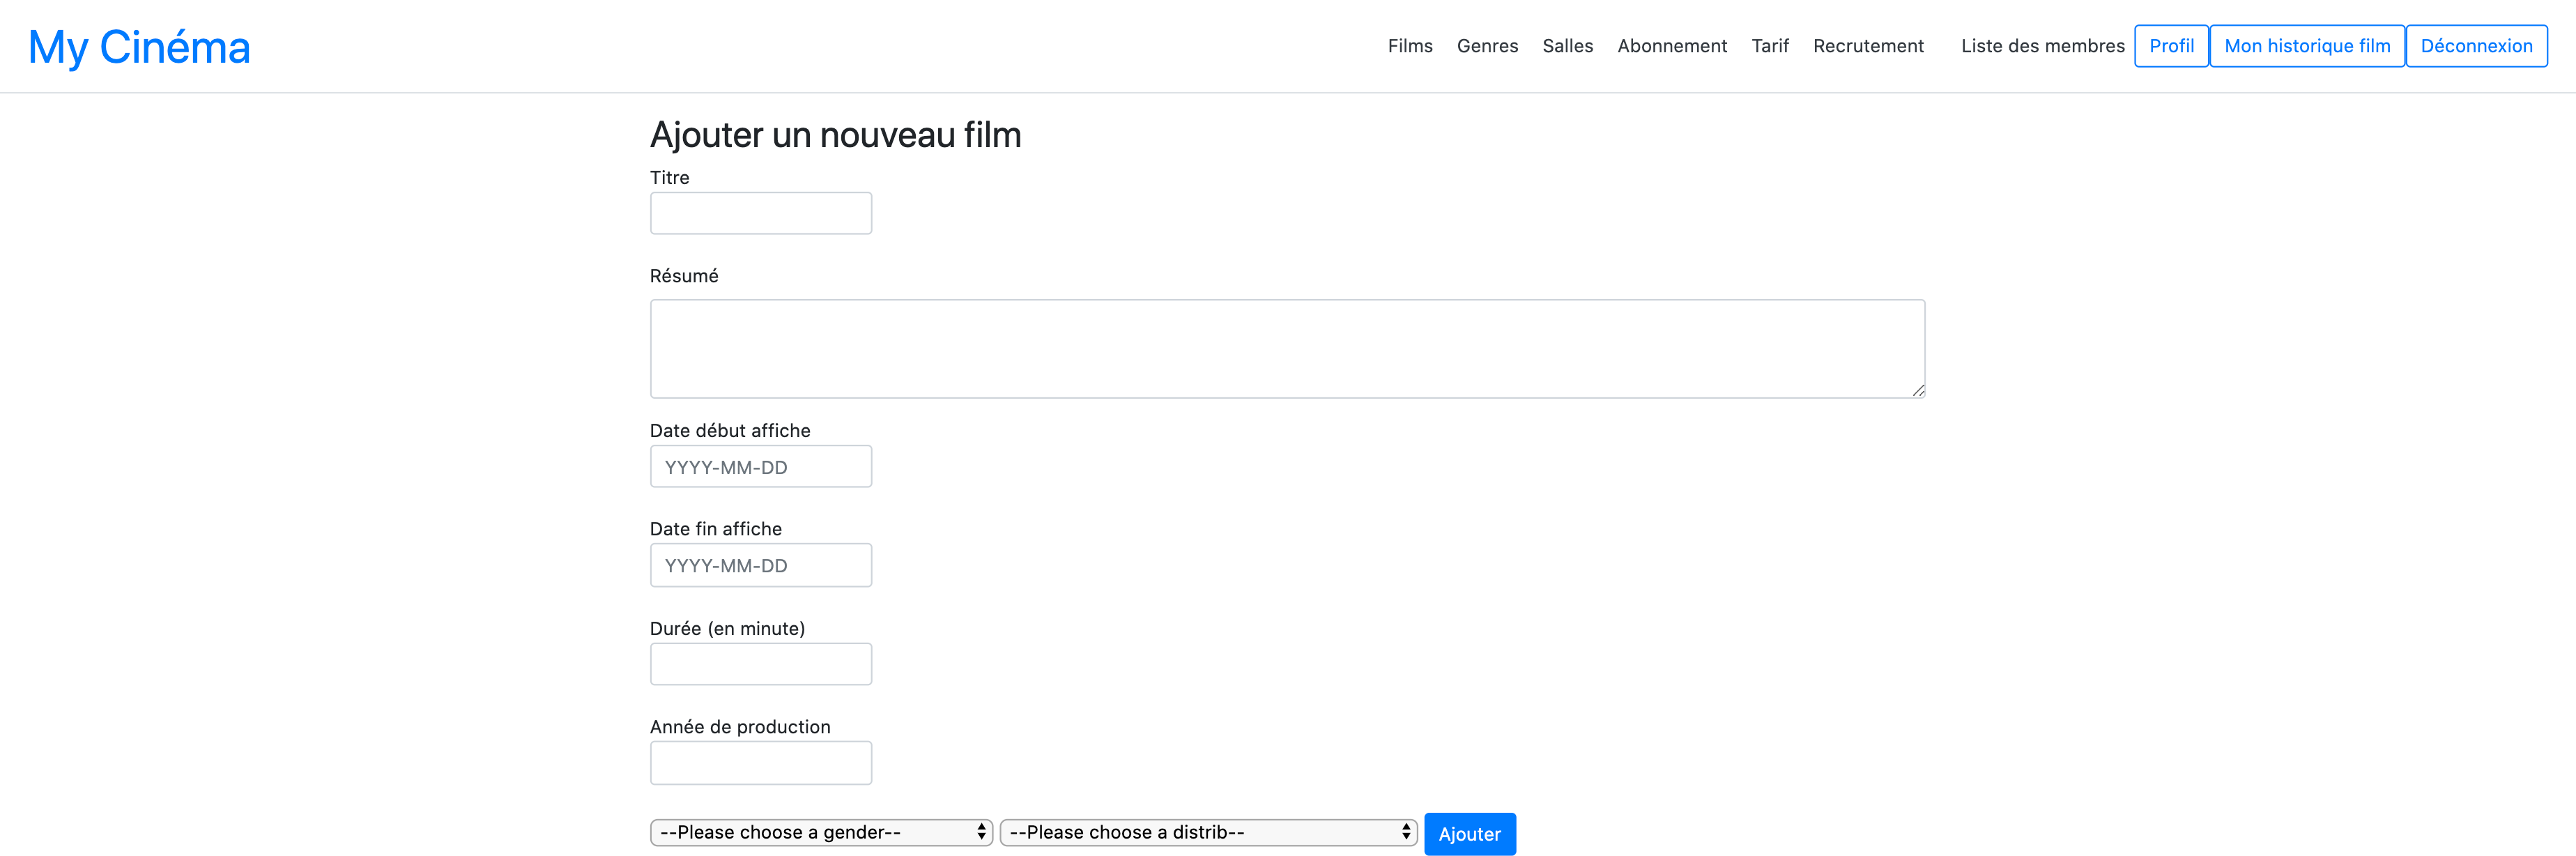 My Cinéma
Films Genres Salles Abonnement Tarif Recrutement Liste des membres Profil Mon historique film Déconnexion
Ajouter un nouveau film
Titre
Résumé
Date début affiche
YYYY-MM-DD
Date fin affiche
YYYY-MM-DD
Durée (en minute)
Année de production
--Please choose a gender-- --Please choose a distrib-- Ajouter